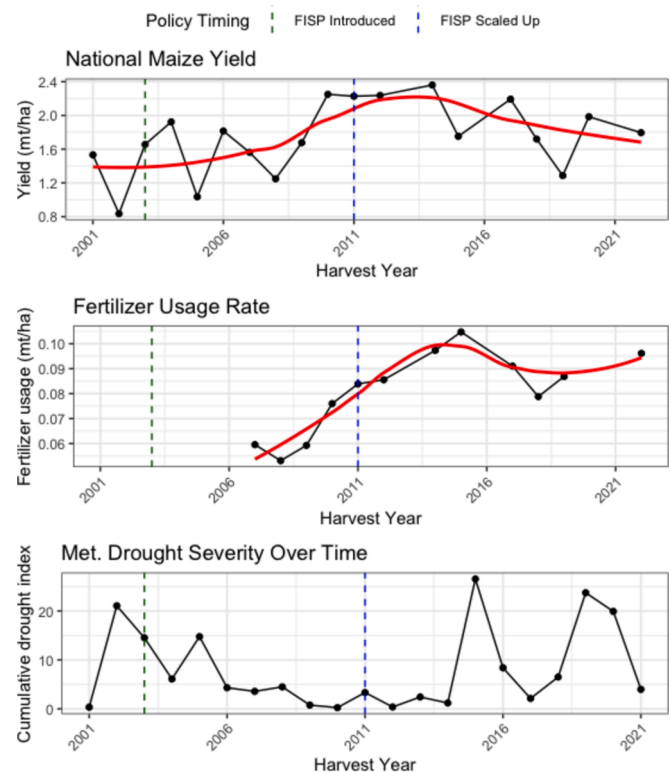 Policy Timing FISP Introduced FISP Scaled Up
National Maize Yield
Yield (mt/ha)
2.4
2.0
1.6
1.2
0.8
2001 2006 2011 2016 2021
Harvest Year
Fertilizer Usage Rate
Fertilizer usage (mt/ha)
0.10
0.09
0.08
0.07
0.06
2001 2006 2011 2016 2021
Harvest Year
Met. Drought Severity Over Time
Cumulative drought index
20
10
0
2001 2006 2011 2016 2021
Harvest Year